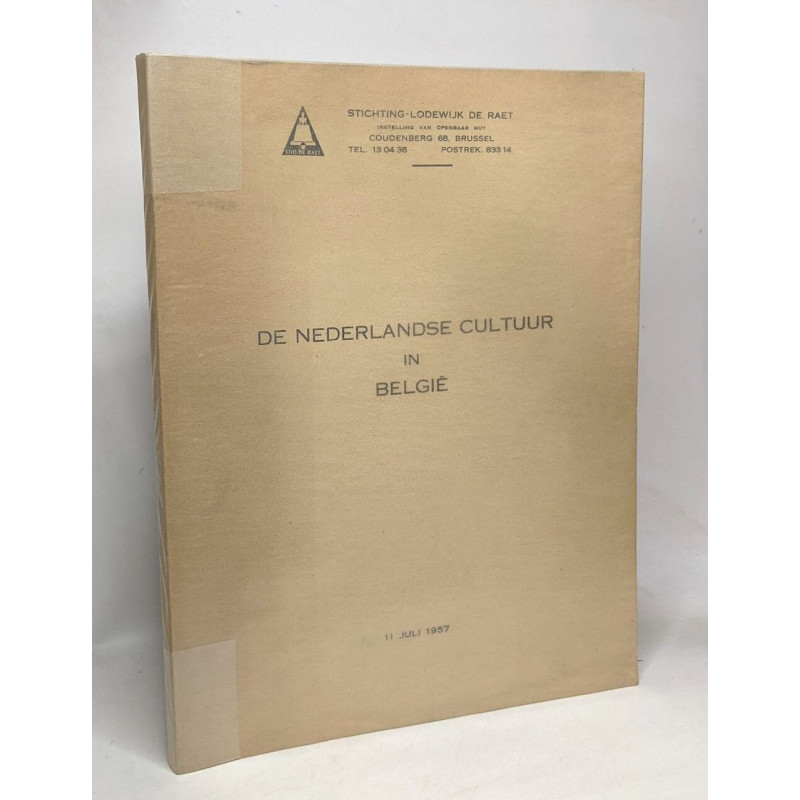 STICHTING-LODEWIJK DE RAET
INSTELLING VAN OPENBAAR NUT
COUDENBERG 68, BRUSSEL
TEL. 13 04 38 POSTREK. 833 14
DE NEDERLANDSE CULTUUR
IN
BELGIË
11 JULI 1957